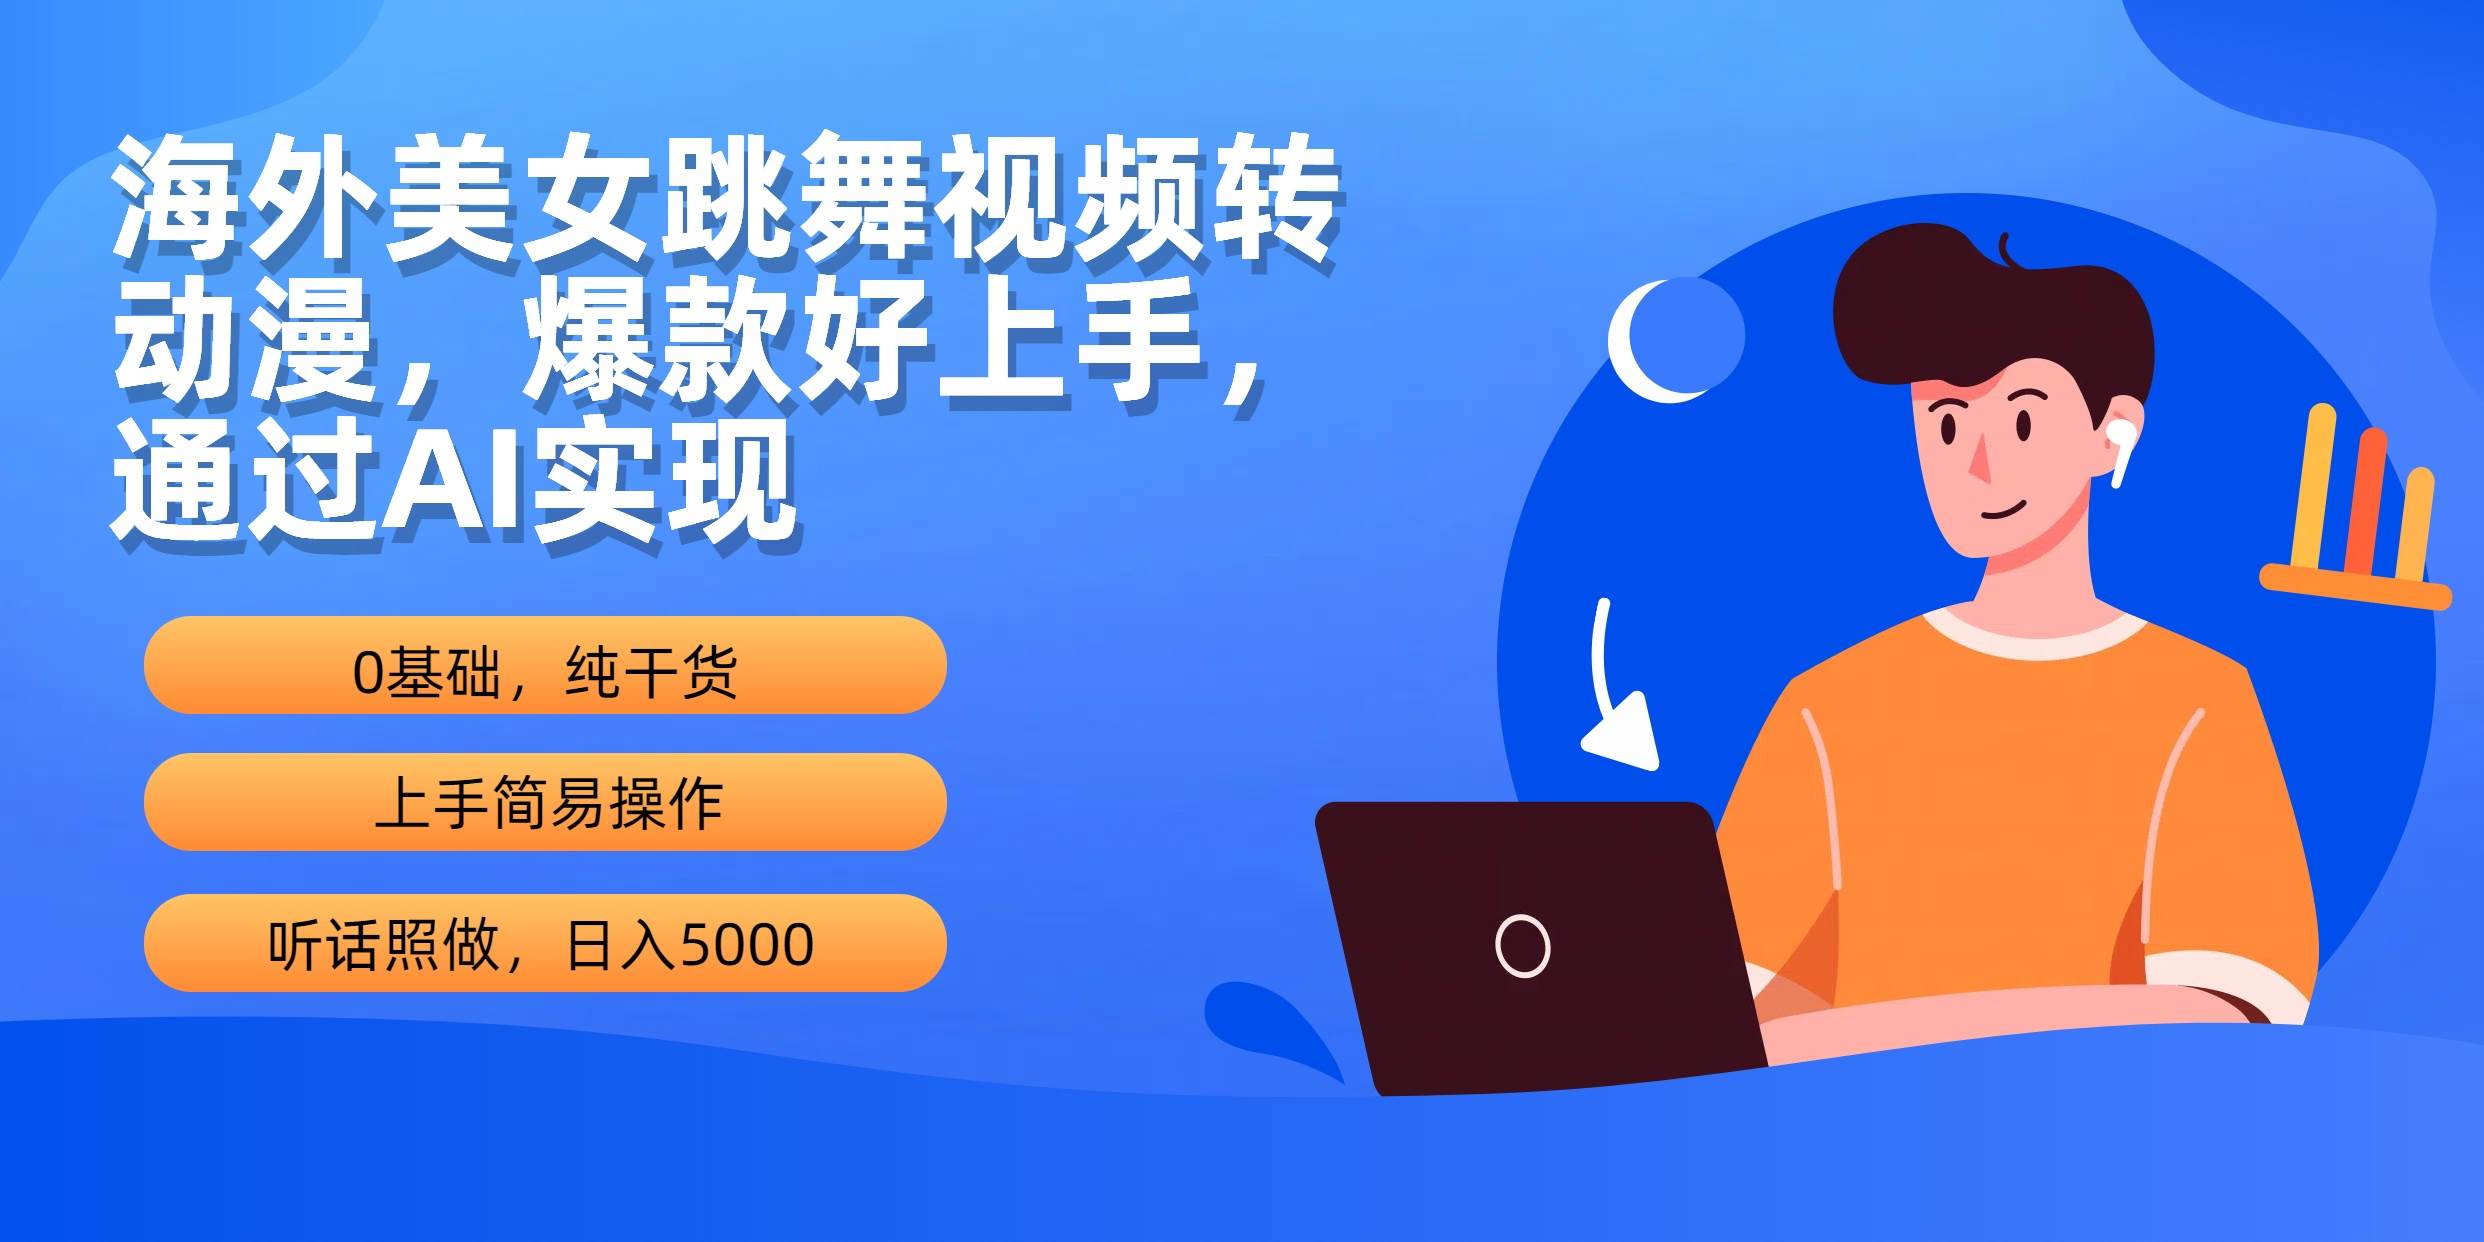 海外美女跳舞视频转
动漫，爆款好上手，
通过AI实现
0基础，纯干货
上手简易操作
听话照做，日入5000